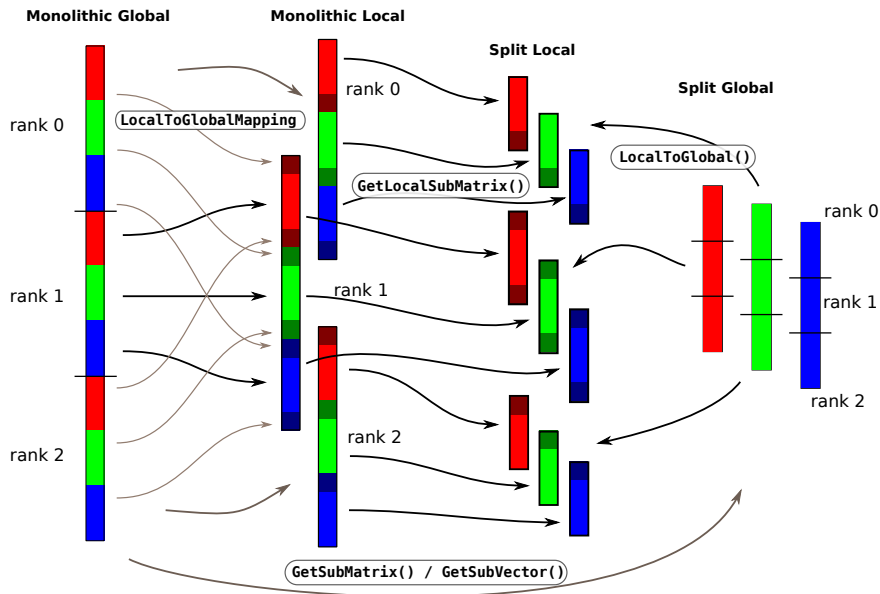 Monolithic Global
Monolithic Local
Split Local
Split Global
rank 0
rank 1
rank 2
LocalToGlobalMapping
rank 0
GetLocalSubMatrix()
rank 1
rank 2
LocalToGlobal()
rank 0
rank 1
rank 2
GetSubMatrix() / GetSubVector()